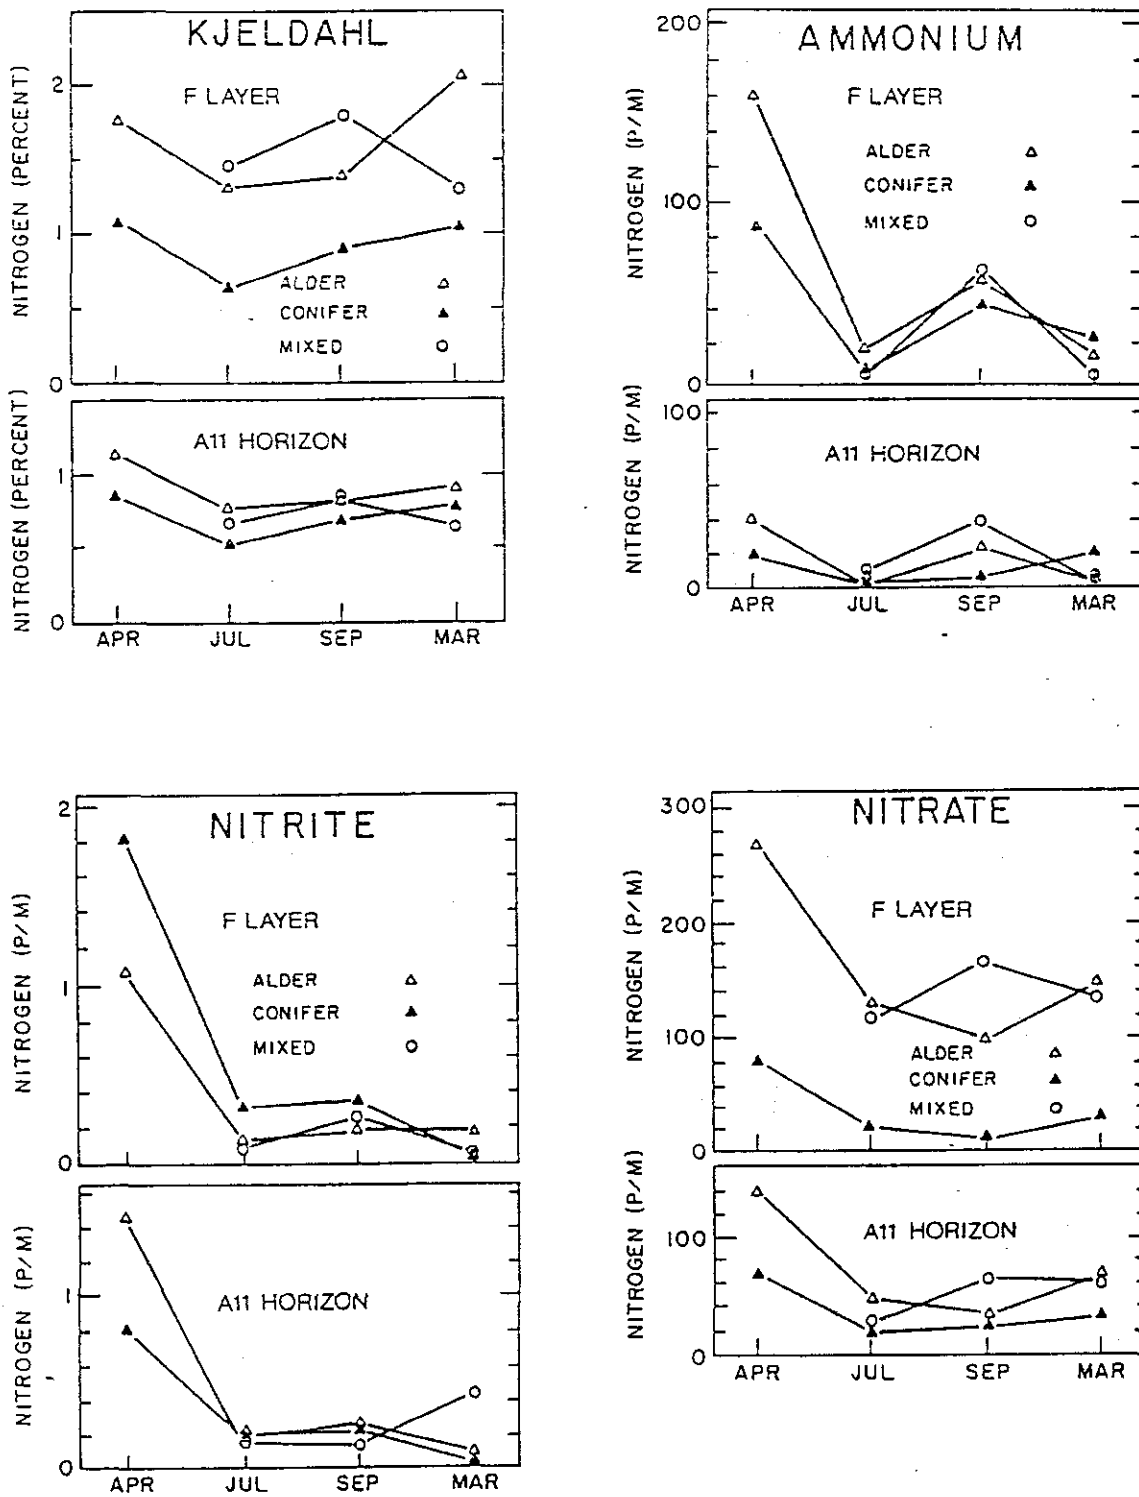 KJELDAHL
NITROGEN (PERCENT)
2
1
0
F LAYER
ALDER
CONIFER
MIXED
NITROGEN (PERCENT)
1
0
A11 HORIZON
APR JUL SEP MAR
AMMONIUM
NITROGEN (P/M)
200
100
0
F LAYER
ALDER
CONIFER
MIXED
NITROGEN (P/M)
100
0
A11 HORIZON
APR JUL SEP MAR
NITRITE
NITROGEN (P/M)
2
1
0
F LAYER
ALDER
CONIFER
MIXED
NITROGEN (P/M)
1
0
A11 HORIZON
APR JUL SEP MAR
NITRATE
NITROGEN (P/M)
300
200
100
0
F LAYER
ALDER
CONIFER
MIXED
NITROGEN (P/M)
100
0
A11 HORIZON
APR JUL SEP MAR